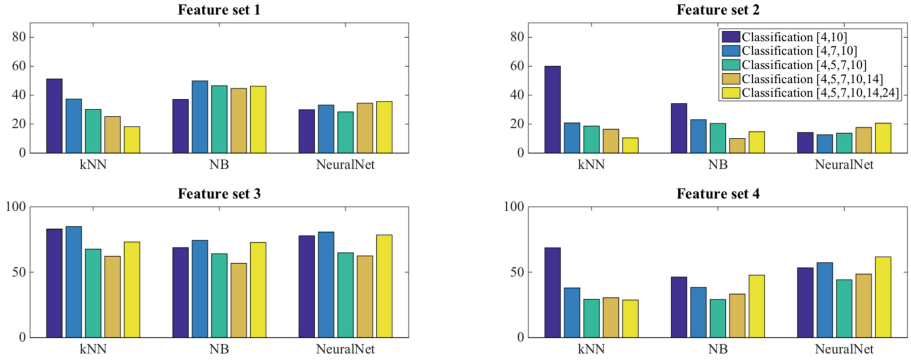 Feature set 1
80
60
40
20
0
kNN NB NeuralNet
Feature set 2
80
60
40
20
0
kNN NB NeuralNet
Classification [4,10]
Classification [4,7,10]
Classification [4,5,7,10]
Classification [4,5,7,10,14]
Classification [4,5,7,10,14,24]
Feature set 3
100
50
0
kNN NB NeuralNet
Feature set 4
100
50
0
kNN NB NeuralNet